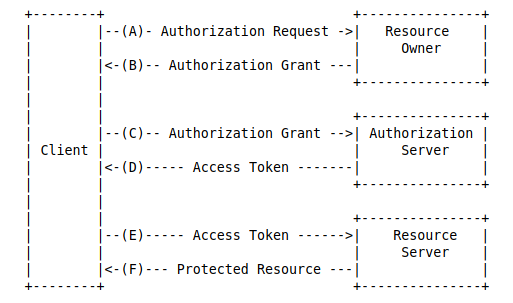 +--------+                               +---------------+
|        |--(A)- Authorization Request ->|   Resource    |
|        |                               |     Owner     |
|        |<-(B)-- Authorization Grant ---|               |
|        |                               +---------------+
|        |
|        |                               +---------------+
|        |--(C)-- Authorization Grant -->| Authorization |
| Client |                               |     Server    |
|        |<-(D)----- Access Token -------|               |
|        |                               +---------------+
|        |
|        |                               +---------------+
|        |--(E)----- Access Token ------>|    Resource   |
|        |                               |     Server    |
|        |<-(F)--- Protected Resource ---|               |
+--------+                               +---------------+